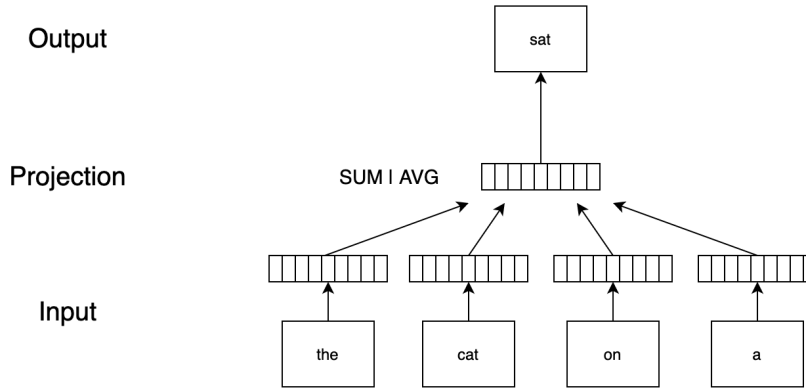 Output
sat
Projection
SUM | AVG
Input
the
cat
on
a